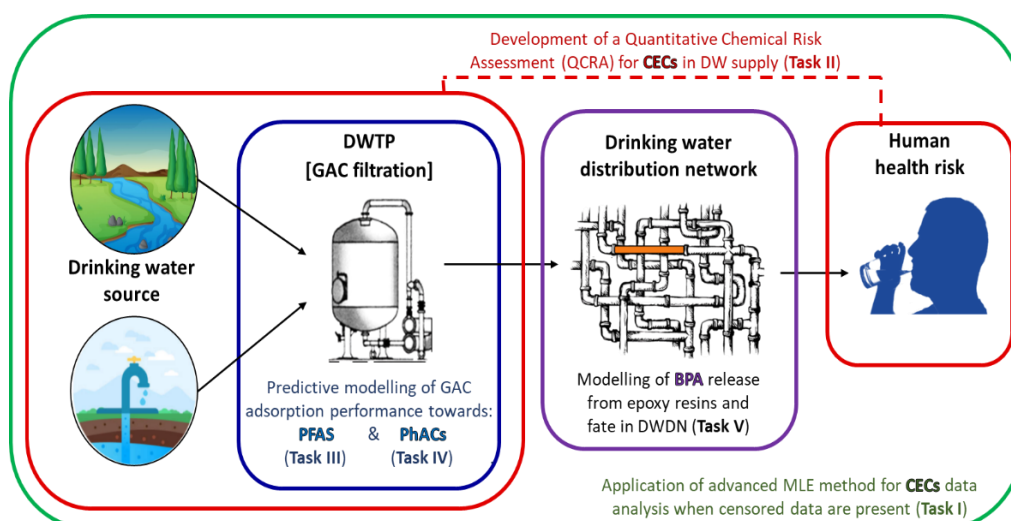 Development of a Quantitative Chemical Risk
Assessment (QCRA) for CECs in DW supply (Task II)
DWTP
[GAC filtration]
Drinking water
source
Predictive modelling of GAC
adsorption performance towards:
PFAS & PhACs
(Task III) (Task IV)
Drinking water
distribution network
Modelling of BPA release
from epoxy resins and
fate in DWDN (Task V)
Human
health risk
Application of advanced MLE method for CECs data
analysis when censored data are present (Task I)